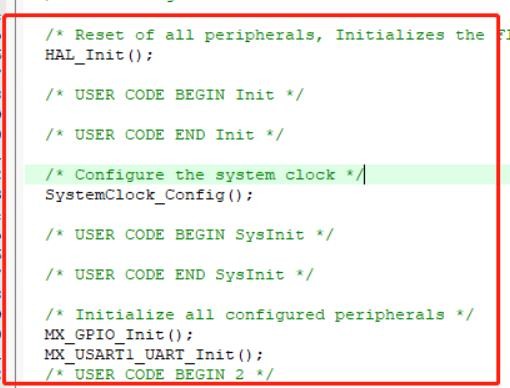 /* Reset of all peripherals, Initializes the
HAL_Init();
/* USER CODE BEGIN Init */
/* USER CODE END Init */
/* Configure the system clock */
SystemClock_Config();
/* USER CODE BEGIN SysInit */
/* USER CODE END SysInit */
/* Initialize all configured peripherals */
MX_GPIO_Init();
MX_USART1_UART_Init();
/* USER CODE BEGIN 2 */